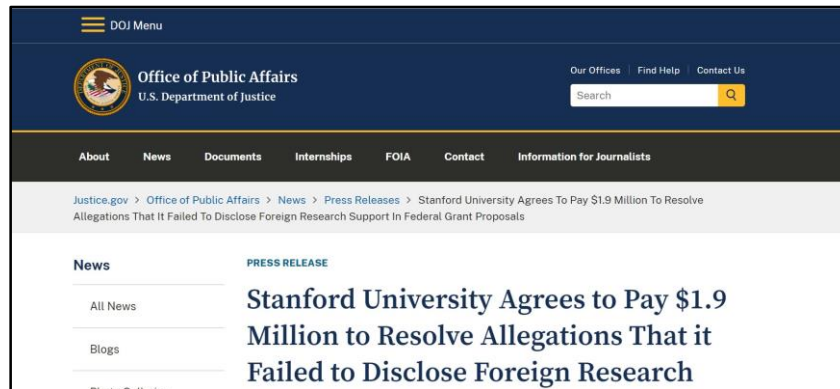 DOJ Menu
Office of Public Affairs
U.S. Department of Justice
Our Offices | Find Help | Contact Us
Search
About News Documents Internships FOIA Contact Information for Journalists
Justice.gov > Office of Public Affairs > News > Press Releases > Stanford University Agrees To Pay $1.9 Million To Resolve
Allegations That It Failed To Disclose Foreign Research Support In Federal Grant Proposals
News
All News
Blogs
PRESS RELEASE
Stanford University Agrees to Pay $1.9
Million to Resolve Allegations That it
Failed to Disclose Foreign Research